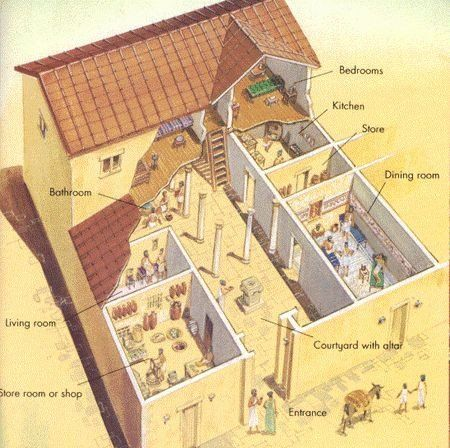 Bedrooms
Kitchen
Store
Dining room
Bathroom
Living room
Courtyard with altar
Store room or shop
Entrance